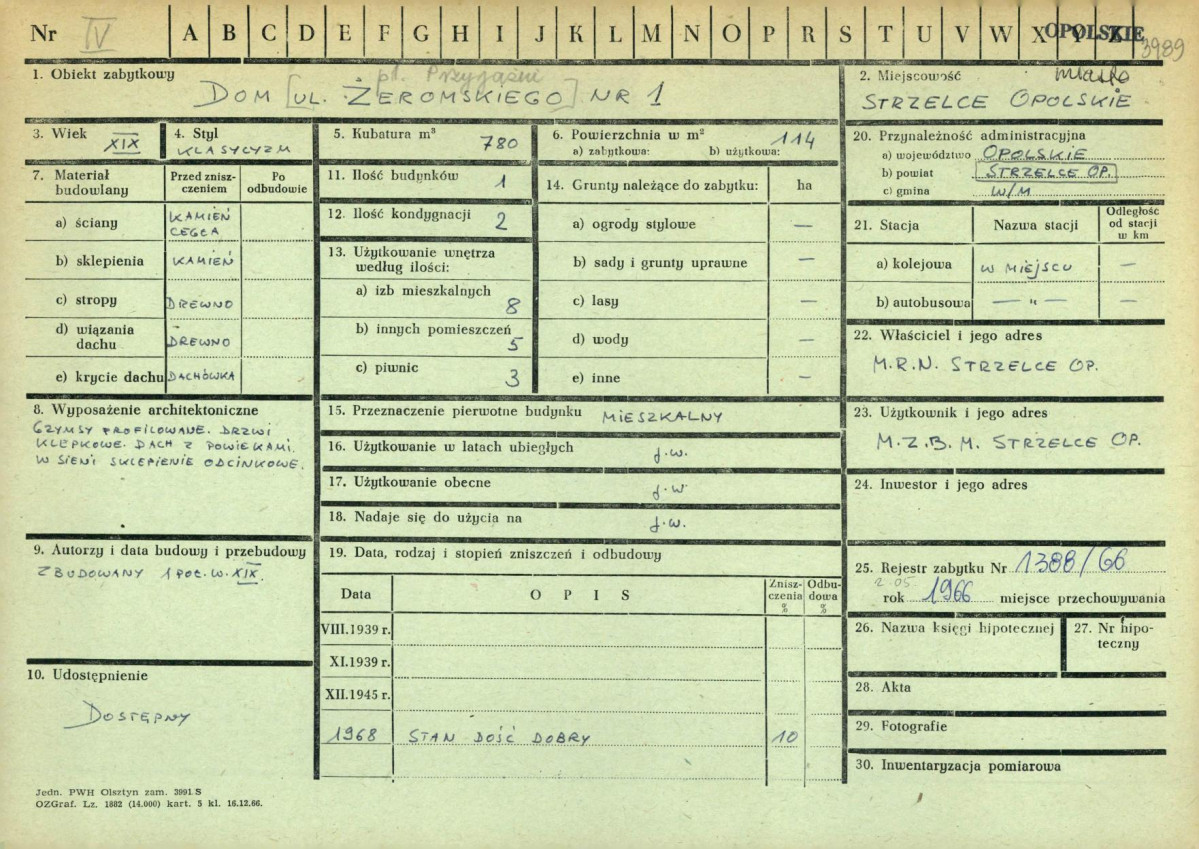 Nr IV A B C D E F G H I J K L M N O P R S T U V W X Y Z OPOLSKIE 3989
1. Obiekt zabytkowy
pl. Przyjaźni
DOM [UL. ŻEROMSKIEGO] NR 1
2. Miejscowość miasto
STRZELCE OPOLSKIE
3. Wiek XIX
4. Styl
KLASYCYZM
5. Kubatura m³ 780
6. Powierzchnia w m² 114
a) zabytkowa: b) użytkowa:
7. Materiał budowlany
Przed znisz-
czeniem
Po
odbudowie
a) ściany KAMIEŃ
CEGŁA
b) sklepienia KAMIEŃ
c) stropy DREWNO
d) wiązania
dachu DREWNO
e) krycie dachu DACHÓWKA
8. Wyposażenie architektoniczne
GZYMSY PROFILOWANE. DRZWI
KLEPKOWE. DACH Z POWIEKAMI.
W SIENI SKLEPIENIE ODCINKOWE.
9. Autorzy i data budowy i przebudowy
ZBUDOWANY 1 POŁ. W. XIX.
10. Udostępnienie
DOSTĘPNY
11. Ilość budynków 1
12. Ilość kondygnacji 2
13. Użytkowanie wnętrza
według ilości:
a) izb mieszkalnych
8
b) innych pomieszczeń
5
c) piwnic
3
14. Grunty należące do zabytku: ha
a) ogrody stylowe —
b) sady i grunty uprawne —
c) lasy —
d) wody —
e) inne —
15. Przeznaczenie pierwotne budynku MIESZKALNY
16. Użytkowanie w latach ubiegłych j.w.
17. Użytkowanie obecne j.w
18. Nadaje się do użycia na j.w.
19. Data, rodzaj i stopień zniszczeń i odbudowy
Data O P I S Znisz-
czenia
%
Odbu-
dowa
%
VIII.1939 r.
XI.1939 r.
XII.1945 r.
1968 STAN DOŚĆ DOBRY 10
20. Przynależność administracyjna
a) województwo OPOLSKIE
b) powiat STRZELCE OP.
c) gmina W/M
21. Stacja Nazwa stacji Odległość
od stacji
w km
a) kolejowa W MIEJSCU —
b) autobusowa — " — —
22. Właściciel i jego adres
M.R.N. STRZELCE OP.
23. Użytkownik i jego adres
M.Z.B.M. STRZELCE OP.
24. Inwestor i jego adres
25. Rejestr zabytku Nr 1388/66
2.05
rok 1966 miejsce przechowywania
26. Nazwa księgi hipotecznej
27. Nr hipo-
teczny
28. Akta
29. Fotografie
30. Inwentaryzacja pomiarowa
Jedn. PWH Olsztyn zam. 3991 S
OZGraf. Lz. 1882 (14.000) kart. 5 kl. 16.12.66.